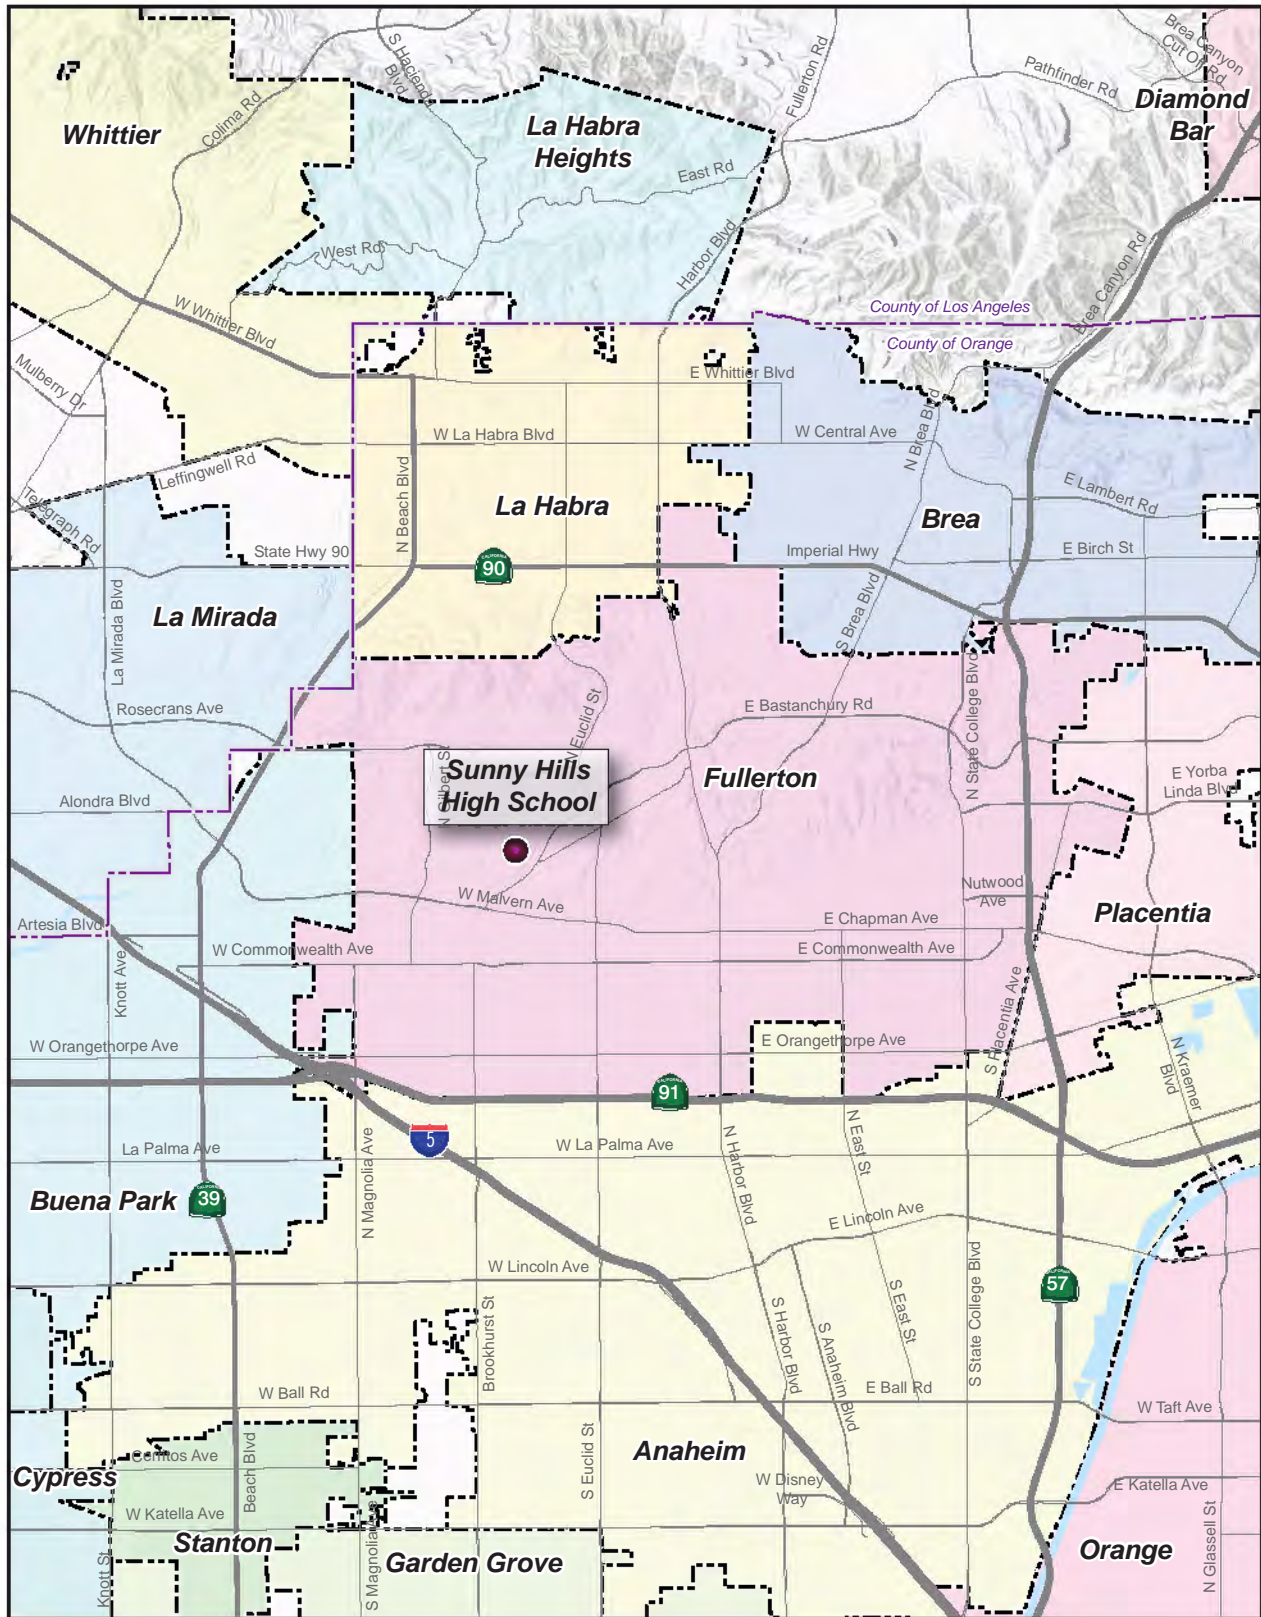 Brea Canyon
Cut Off Rd
S Hacienda
Blvd
Fullerton Rd
Pathfinder Rd
Diamond
Bar
Colima Rd
Whittier
La Habra
Heights
East Rd
West Rd
Harbor Blvd
Brea Canyon Rd
County of Los Angeles
County of Orange
W Whittier Blvd
E Whittier Blvd
Mulberry Dr
N Brea Blvd
W La Habra Blvd
W Central Ave
Leffingwell Rd
N Beach Blvd
E Lambert Rd
La Habra
Brea
Telegraph Rd
State Hwy 90
Imperial Hwy
E Birch St
CALIFORNIA
90
La Mirada Blvd
La Mirada
S Brea Blvd
N State College Blvd
Rosecrans Ave
N Euclid St
E Bastanchury Rd
N Gilbert St
Sunny Hills
High School
Fullerton
E Yorba
Linda Blvd
Alondra Blvd
W Malvern Ave
Nutwood
Ave
Placentia
Artesia Blvd
E Chapman Ave
W Commonwealth Ave
E Commonwealth Ave
Knott Ave
S Placentia Ave
W Orangethorpe Ave
E Orangethorpe Ave
N Kraemer
Blvd
CALIFORNIA
91
5
La Palma Ave
N Magnolia Ave
W La Palma Ave
N Harbor Blvd
N East St
Buena Park
CALIFORNIA
39
E Lincoln Ave
W Lincoln Ave
S State College Blvd
CALIFORNIA
57
Brookhurst St
S Harbor Blvd
S Anaheim Blvd
S East St
W Ball Rd
E Ball Rd
W Taft Ave
Cerritos Ave
Beach Blvd
S Euclid St
Anaheim
Cypress
W Disney
Way
E Katella Ave
W Katella Ave
S Magnolia Ave
Stanton
Garden Grove
Orange
Knott St
N Glassell St